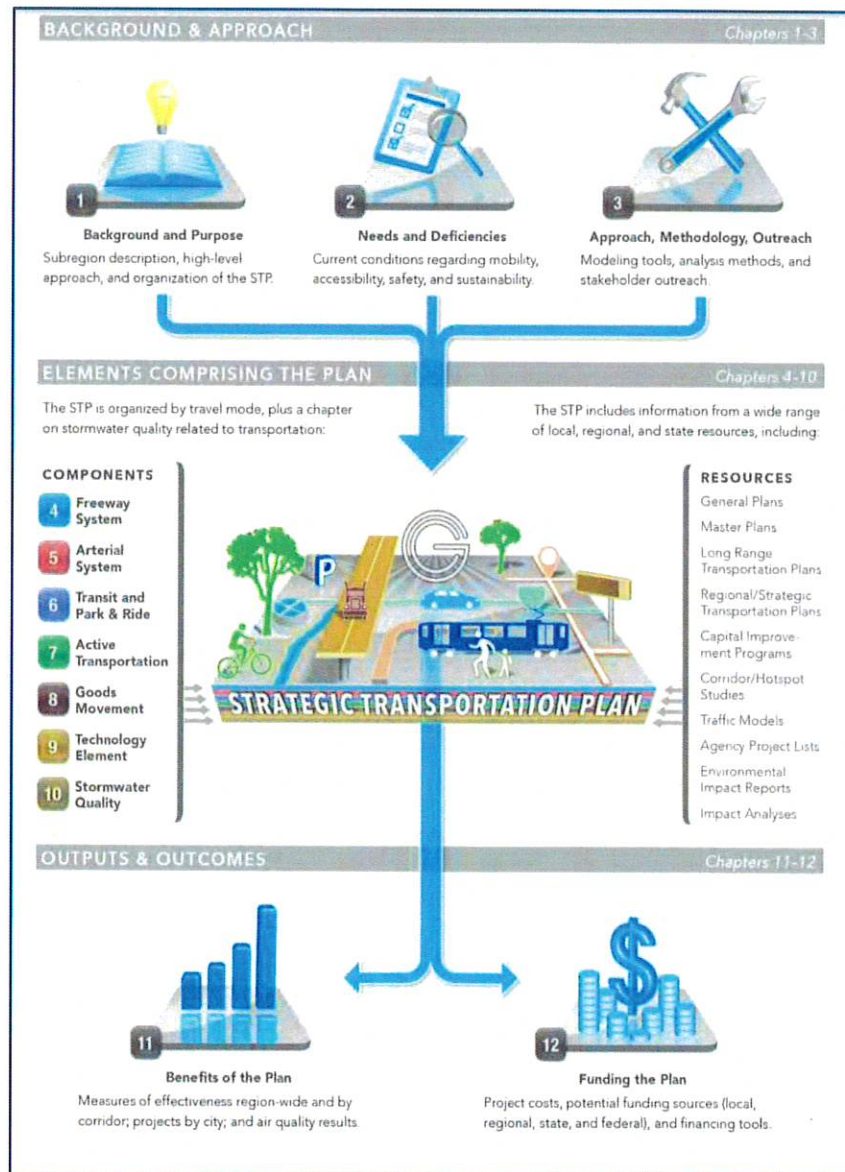 BACKGROUND & APPROACH
Chapters 1-3
1
Background and Purpose
Subregion description, high-level
approach, and organization of the STP.
2
Needs and Deficiencies
Current conditions regarding mobility,
accessibility, safety, and sustainability.
3
Approach, Methodology, Outreach
Modeling tools, analysis methods, and
stakeholder outreach.
ELEMENTS COMPRISING THE PLAN
Chapters 4-10
The STP is organized by travel mode, plus a chapter
on stormwater quality related to transportation:
The STP includes information from a wide range
of local, regional, and state resources, including:
COMPONENTS
4 Freeway
System
5 Arterial
System
6 Transit and
Park & Ride
7 Active
Transportation
8 Goods
Movement
9 Technology
Element
10 Stormwater
Quality
G
P
STRATEGIC TRANSPORTATION PLAN
RESOURCES
General Plans
Master Plans
Long Range
Transportation Plans
Regional/Strategic
Transportation Plans
Capital Improve-
ment Programs
Corridor/Hotspot
Studies
Traffic Models
Agency Project Lists
Environmental
Impact Reports
Impact Analyses
OUTPUTS & OUTCOMES
Chapters 11-12
11
Benefits of the Plan
Measures of effectiveness region-wide and by
corridor; projects by city; and air quality results.
$
12
Funding the Plan
Project costs, potential funding sources (local,
regional, state, and federal), and financing tools.